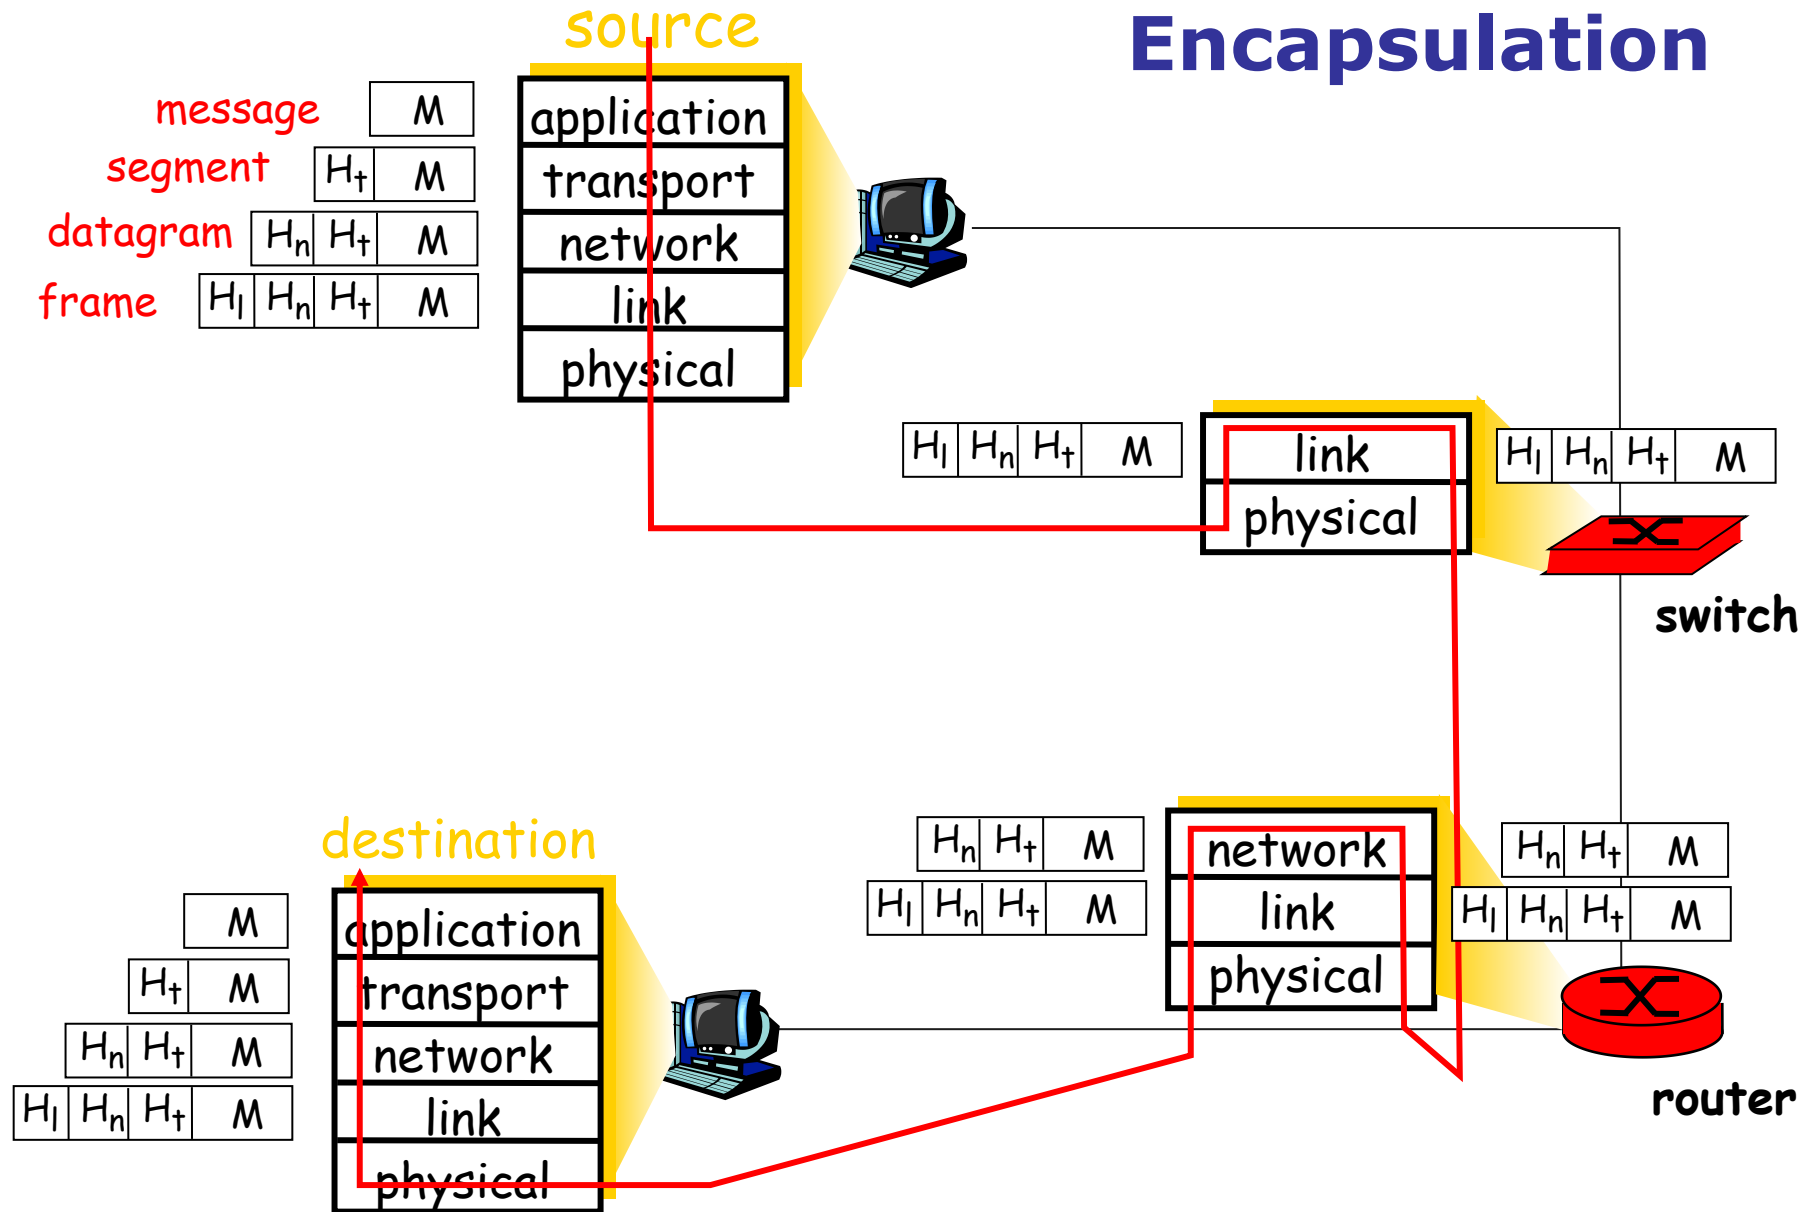 Encapsulation
source
message M
segment Ht M
datagram Hn Ht M
frame Hl Hn Ht M
application
transport
network
link
physical
Hl Hn Ht M
link
physical
Hl Hn Ht M
switch
Hn Ht M
Hl Hn Ht M
network
link
physical
Hn Ht M
Hl Hn Ht M
router
destination
M
Ht M
Hn Ht M
Hl Hn Ht M
application
transport
network
link
physical